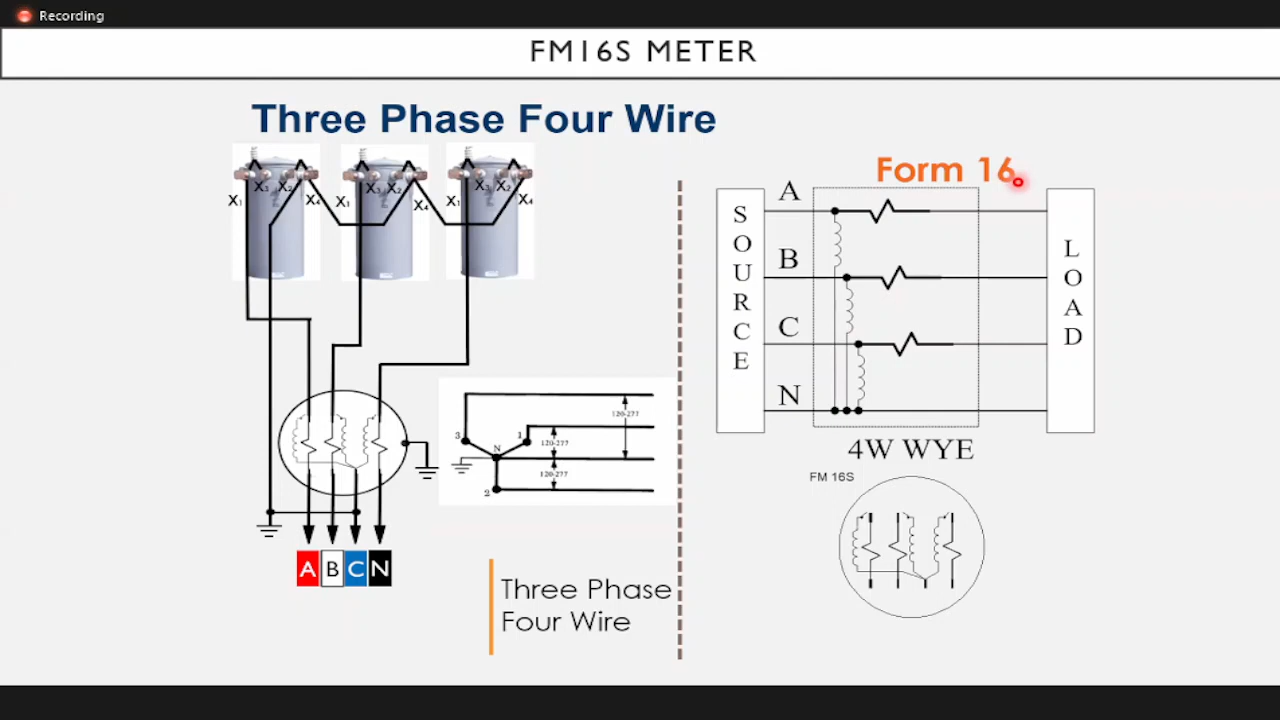 Recording
FM16S METER
Three Phase Four Wire
X₁ X₃ X₂ X₄
X₁ X₃ X₂ X₄
X₁ X₃ X₂ X₄
120-277
3 N 1
120-277
120-277
2
A B C N
Three Phase
Four Wire
Form 16
SOURCE
A
B
C
N
LOAD
4W WYE
FM 16S